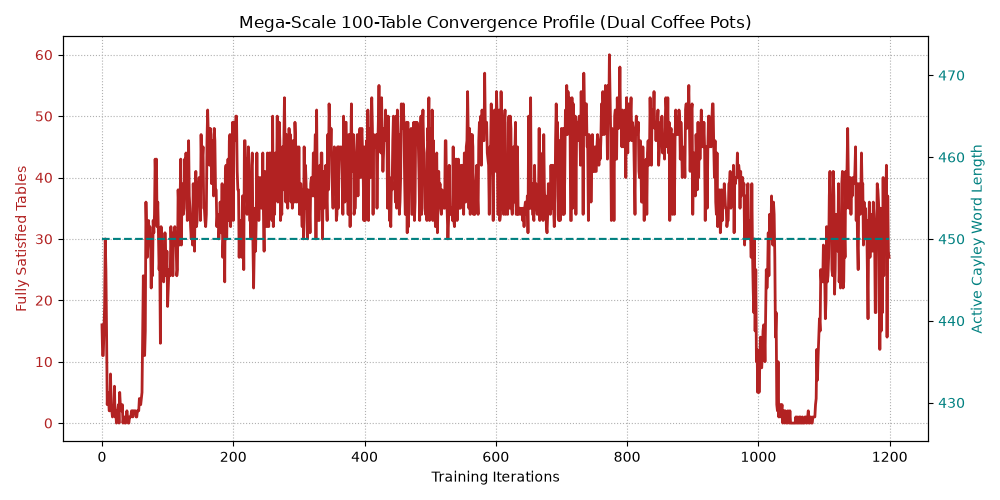 Mega-Scale 100-Table Convergence Profile (Dual Coffee Pots)
60
50
40
30
20
10
0
Fully Satisfied Tables
470
460
450
440
430
Active Cayley Word Length
0 200 400 600 800 1000 1200
Training Iterations